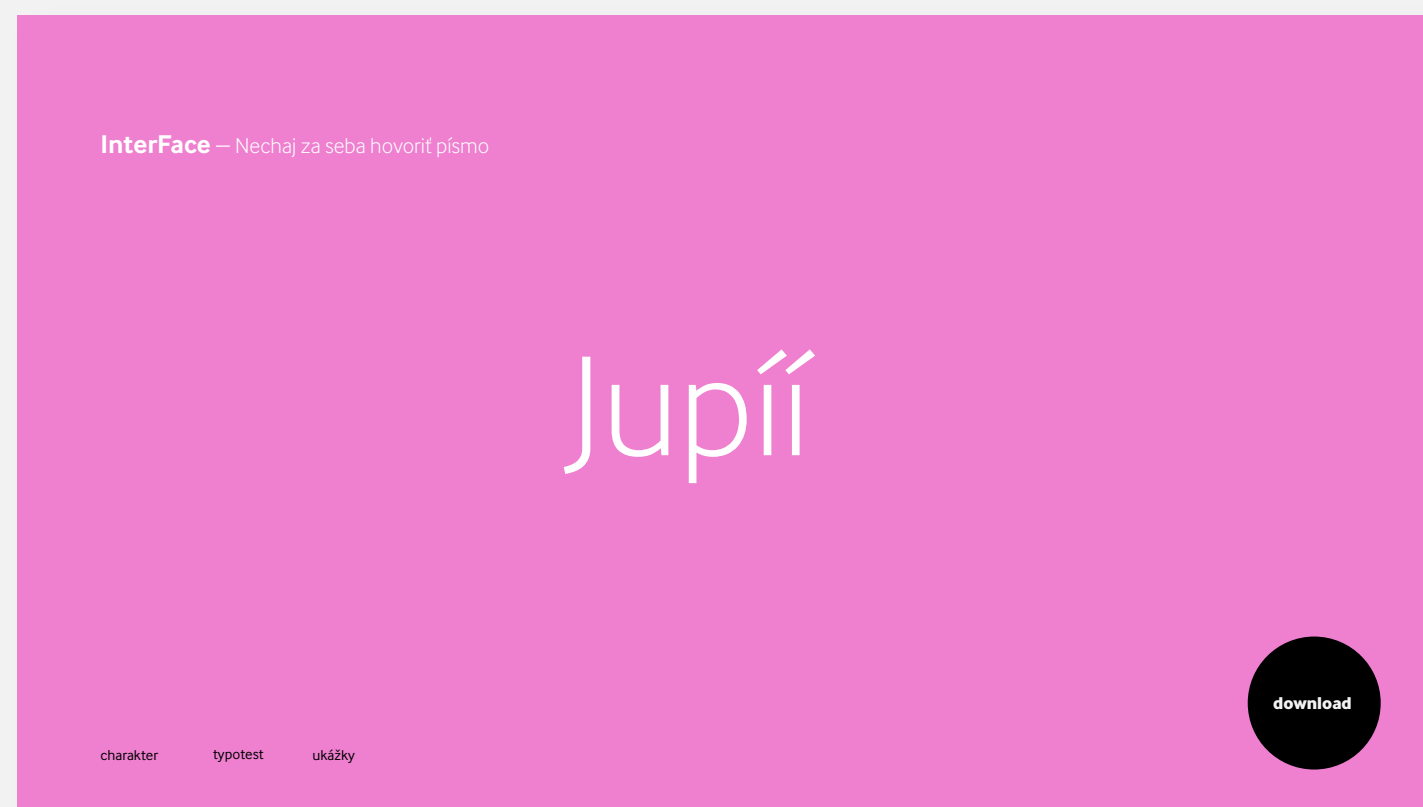 InterFace — Nechaj za seba hovoriť písmo
Jupíí
download
charakter typotest ukážky